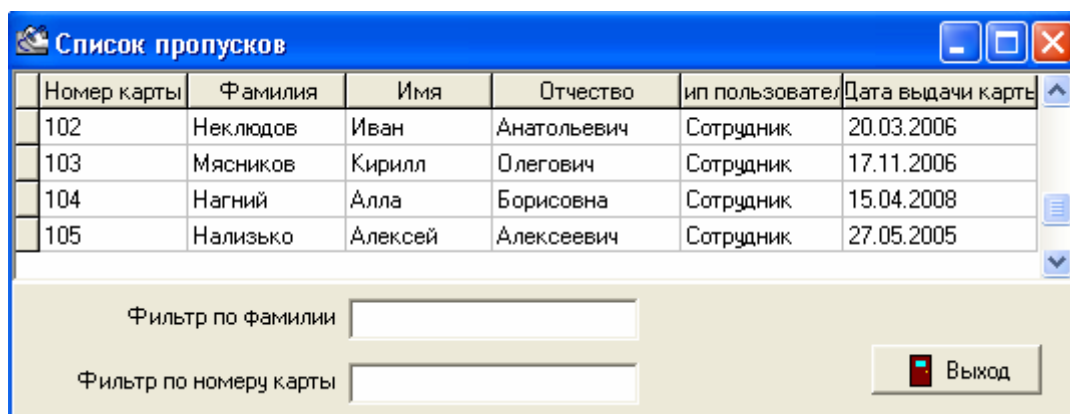 Список пропусков
Номер карты Фамилия Имя Отчество ип пользовател Дата выдачи карть
102 Неклюдов Иван Анатольевич Сотрудник 20.03.2006
103 Мясников Кирилл Олегович Сотрудник 17.11.2006
104 Нагний Алла Борисовна Сотрудник 15.04.2008
105 Нализько Алексей Алексеевич Сотрудник 27.05.2005
Фильтр по фамилии
Фильтр по номеру карты
Выход